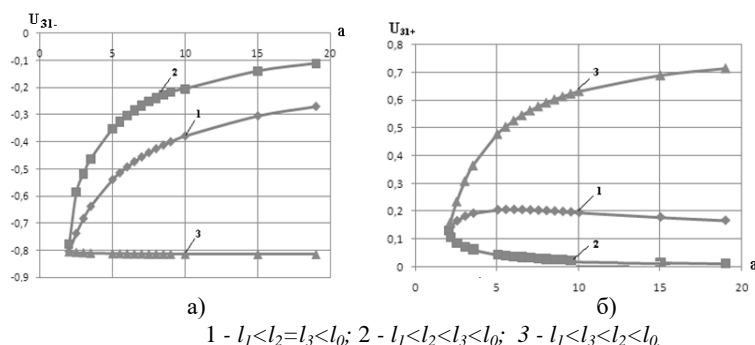 U31-
a
0 0 5 10 15 20
-0,1
-0,2
-0,3
-0,4
-0,5
-0,6
-0,7
-0,8
-0,9
2
1
3
а)
U31+
0,8
0,7
0,6
0,5
0,4
0,3
0,2
0,1
0
3
1
2
0 5 10 15 20
a
б)
1 - l1<l2=l3<l0; 2 - l1<l2<l3<l0; 3 - l1<l3<l2<l0.